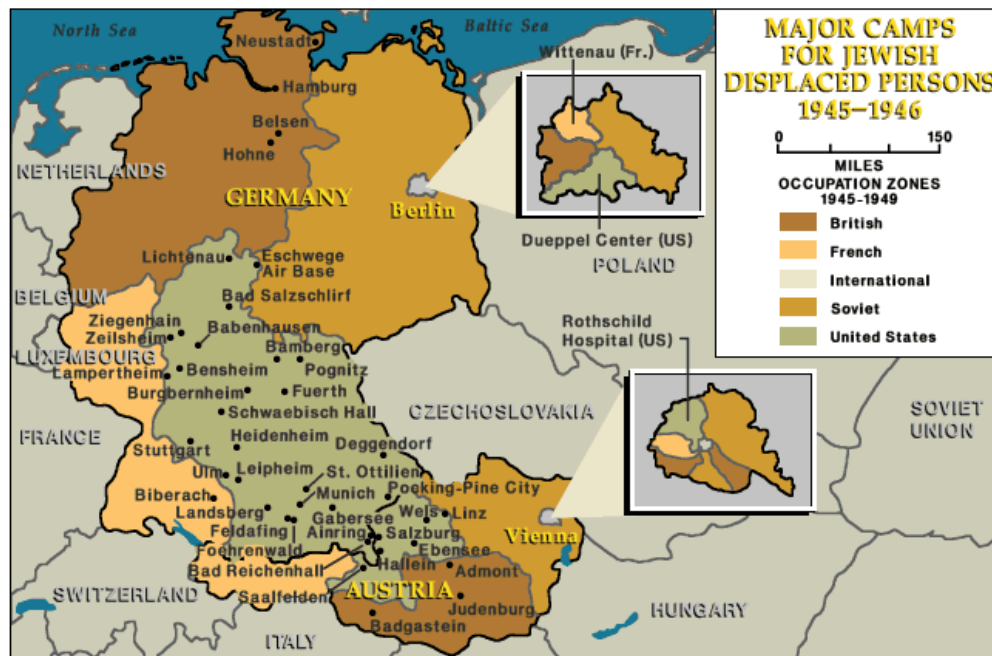 North Sea
Baltic Sea
MAJOR CAMPS
FOR JEWISH
DISPLACED PERSONS
1945–1946
0 150
MILES
OCCUPATION ZONES
1945-1949
British
French
International
Soviet
United States
Neustadt
Hamburg
Belsen
Hohne
NETHERLANDS
GERMANY
Berlin
Wittenau (Fr.)
Dueppel Center (US)
POLAND
Lichtenau
Eschwege
Air Base
BELGIUM
Bad Salzschlirf
Ziegenhain
Babenhausen
Zeilsheim
LUXEMBOURG
Bamberg
Lampertheim
Bensheim
Pognitz
Burgbernheim
Fuerth
Schwaebisch Hall
CZECHOSLOVAKIA
Rothschild
Hospital (US)
SOVIET
UNION
FRANCE
Stuttgart
Heidenheim
Deggendorf
Ulm
Leipheim
St. Ottilien
Biberach
Munich
Pocking-Pine City
Landsberg
Gabersee
Wels
Linz
Vienna
Feldafing
Ainring
Salzburg
Foehrenwald
Ebensee
Bad Reichenhall
Hallein
Admont
Saalfelden
AUSTRIA
SWITZERLAND
Judenburg
Badgastein
HUNGARY
ITALY